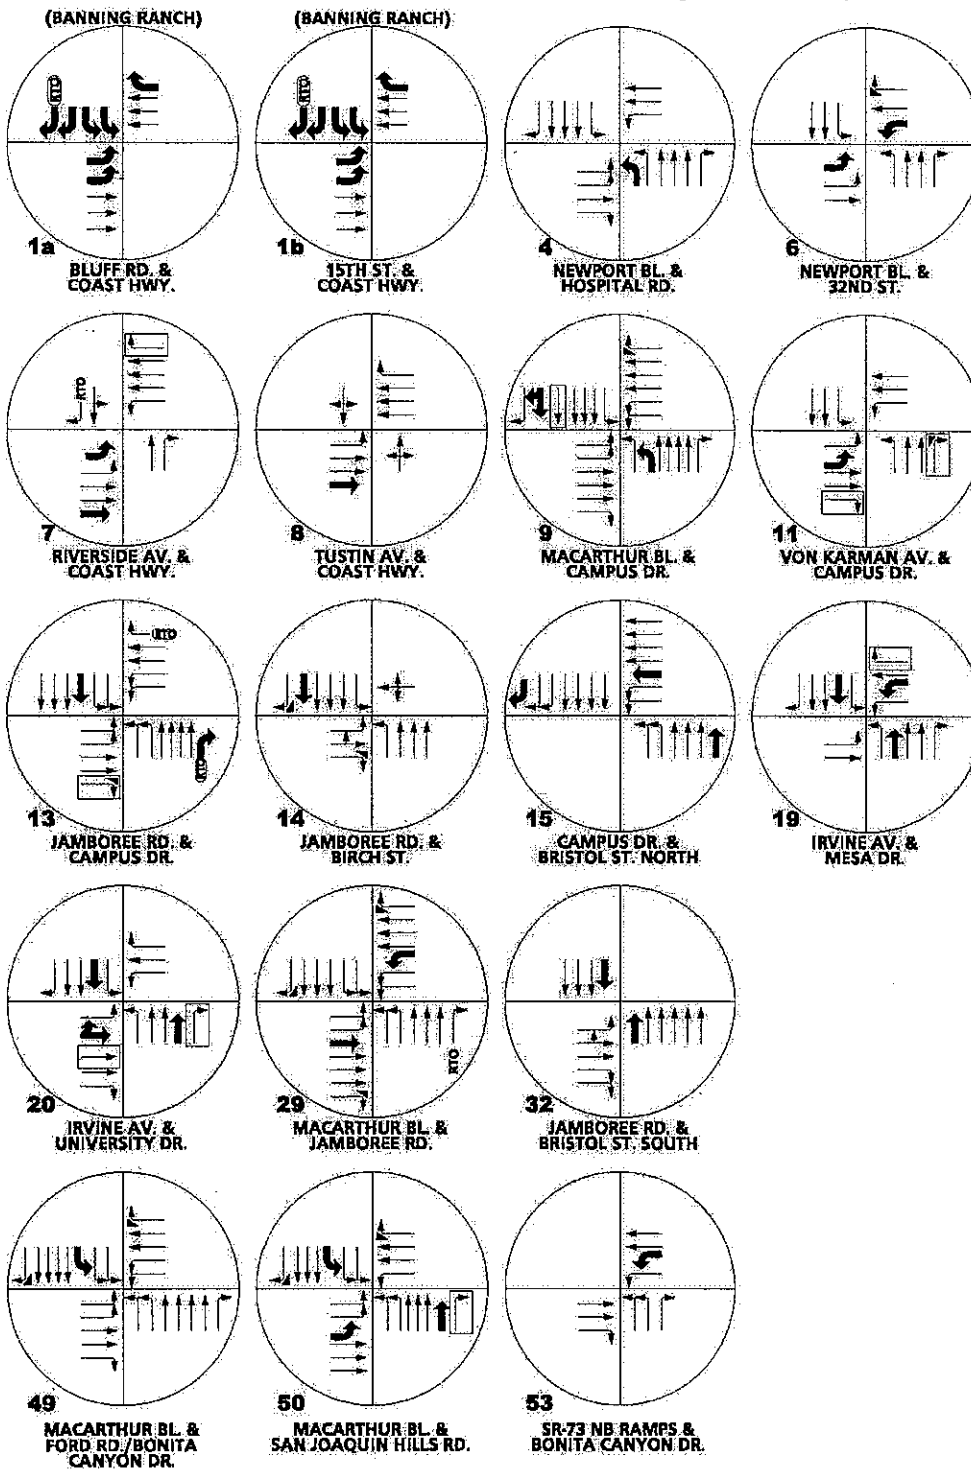 (BANNING RANCH)
(BANNING RANCH)
RTO
1a
BLUFF RD. &
COAST HWY.
RTO
1b
15TH ST. &
COAST HWY.
4
NEWPORT BL. &
HOSPITAL RD.
6
NEWPORT BL. &
32ND ST.
RTO
7
RIVERSIDE AV. &
COAST HWY.
8
TUSTIN AV. &
COAST HWY.
9
MACARTHUR BL. &
CAMPUS DR.
11
VON KARMAN AV. &
CAMPUS DR.
RTO
RTO
13
JAMBOREE RD. &
CAMPUS DR.
14
JAMBOREE RD. &
BIRCH ST.
15
CAMPUS DR. &
BRISTOL ST. NORTH
19
IRVINE AV. &
MESA DR.
20
IRVINE AV. &
UNIVERSITY DR.
RTO
29
MACARTHUR BL. &
JAMBOREE RD.
32
JAMBOREE RD. &
BRISTOL ST. SOUTH
49
MACARTHUR BL. &
FORD RD./BONITA
CANYON DR.
50
MACARTHUR BL. &
SAN JOAQUIN HILLS RD.
53
SR-73 NB RAMPS &
BONITA CANYON DR.